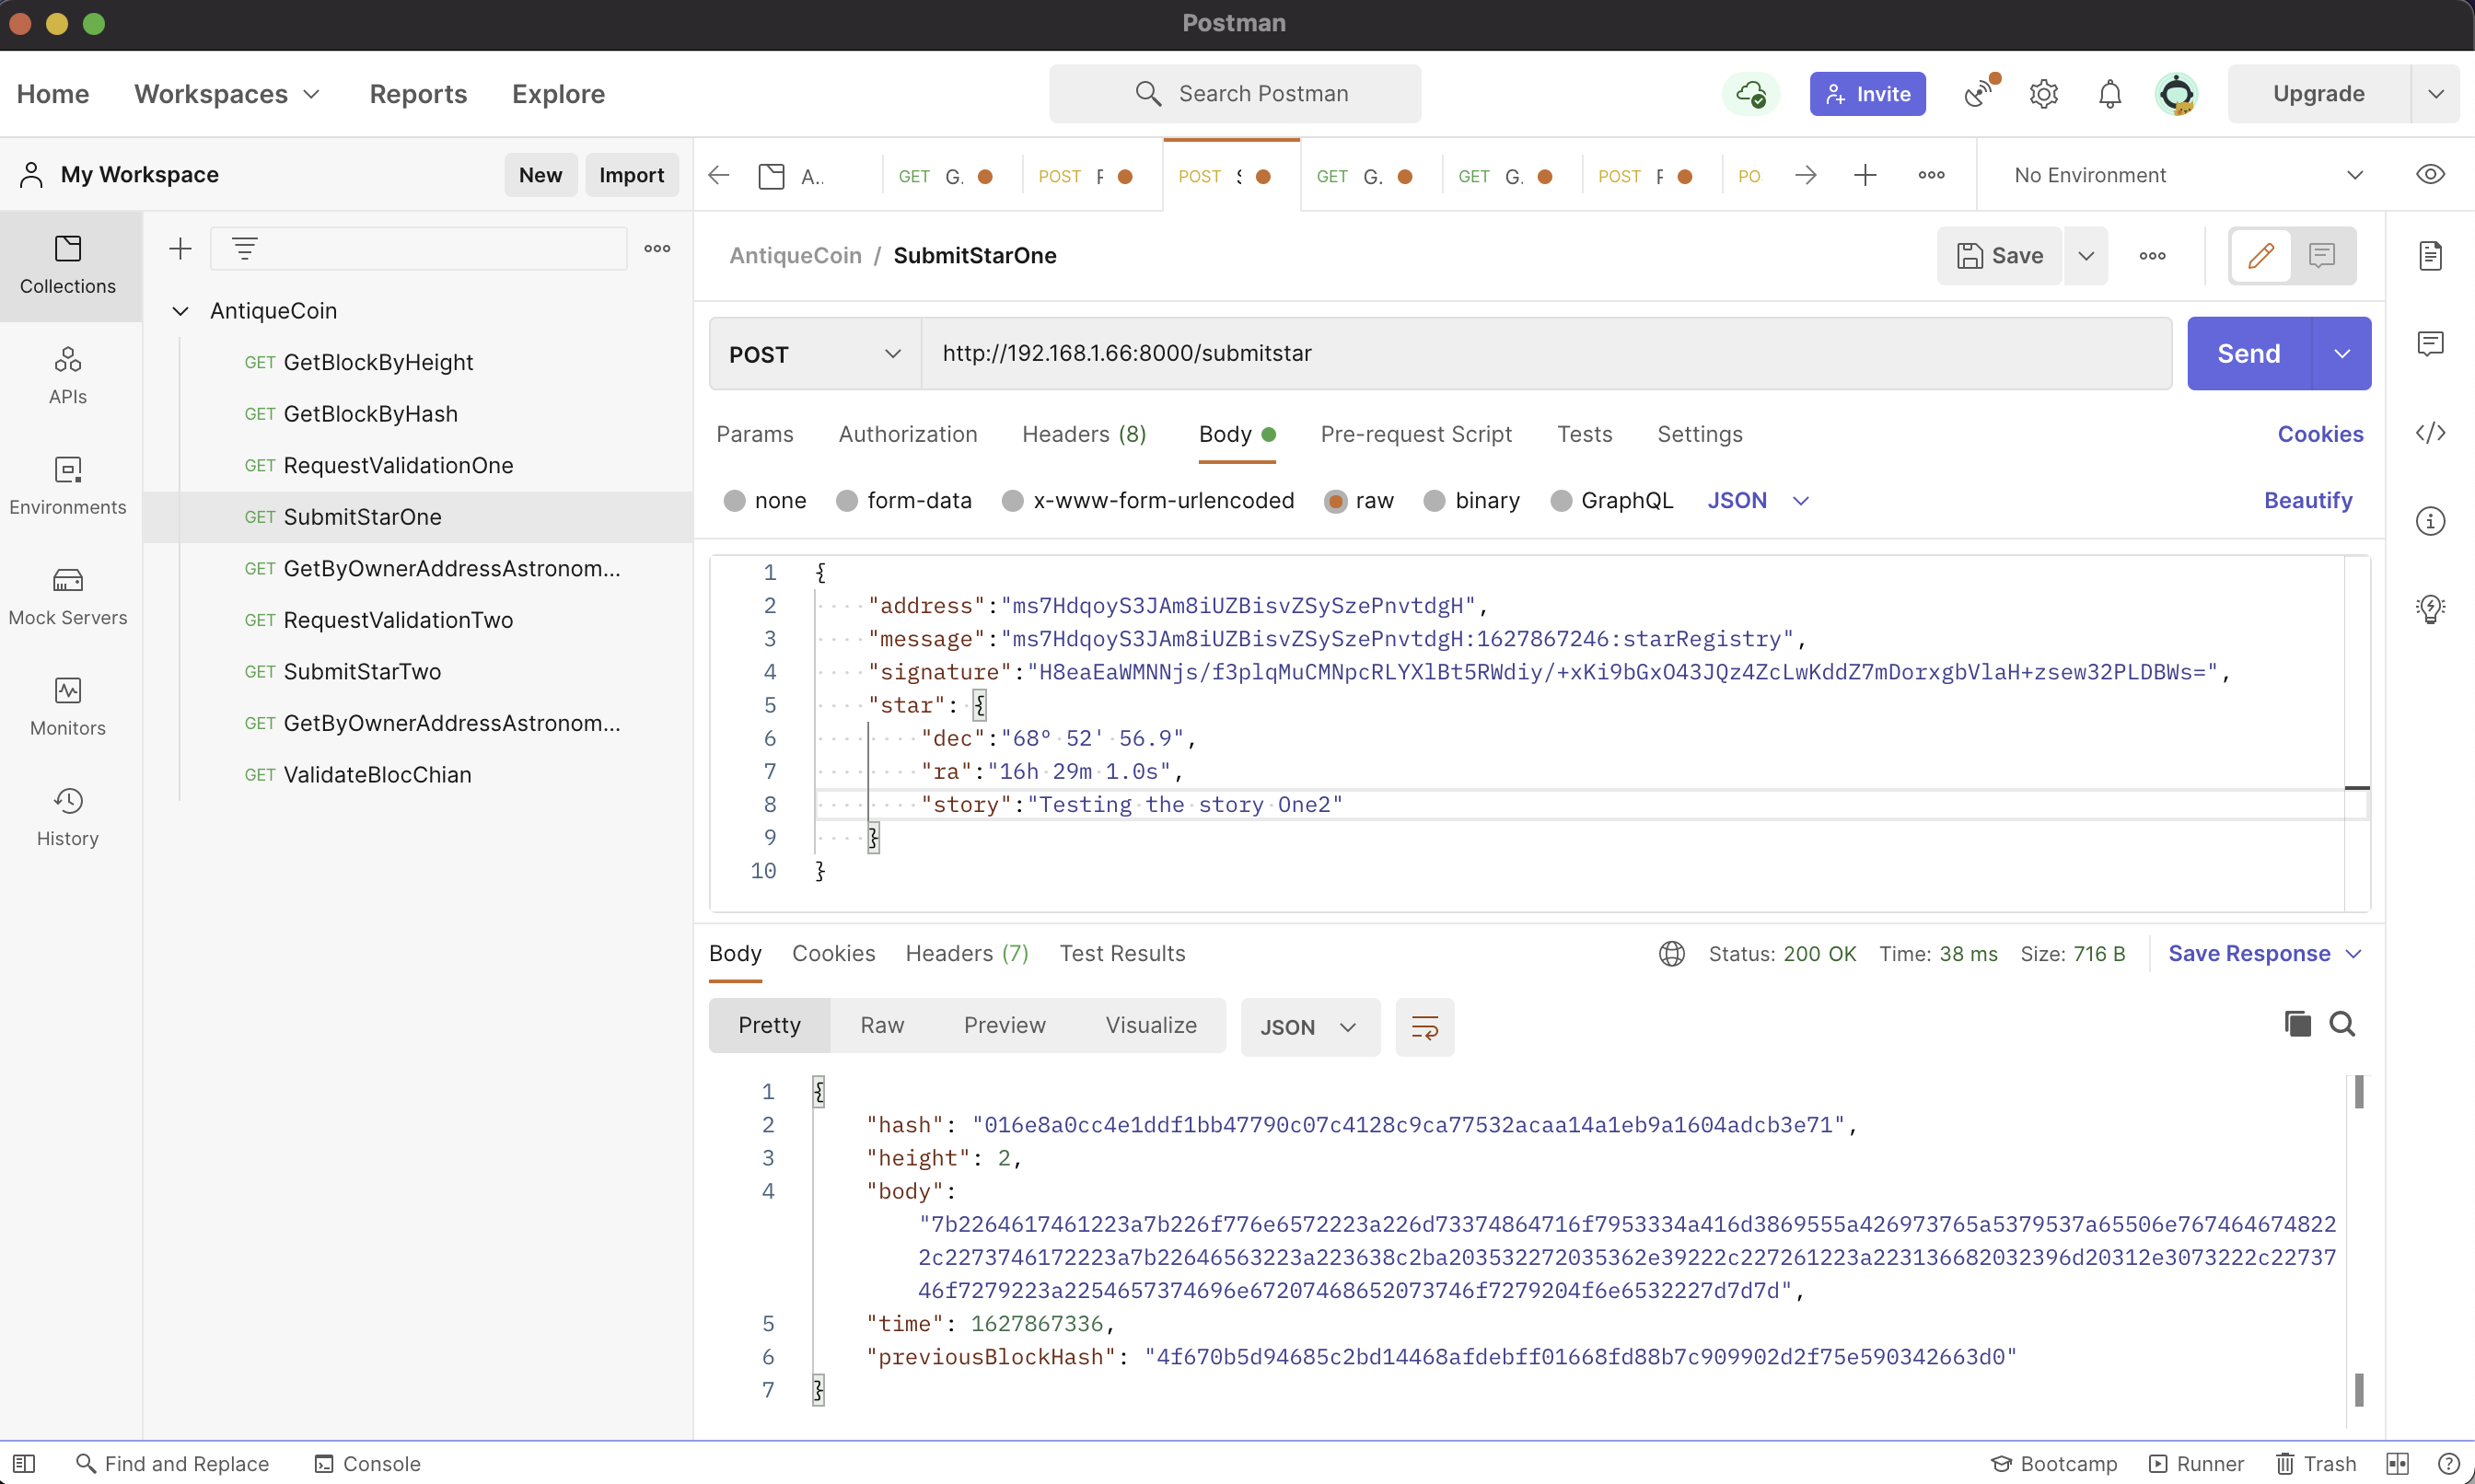 Postman
Home Workspaces Reports Explore Search Postman Invite Upgrade
My Workspace New Import A.. GET G. POST GET G. GET G. POST PO No Environment
Collections
APIs
Environments
Mock Servers
Monitors
History
AntiqueCoin
GET GetBlockByHeight
GET GetBlockByHash
GET RequestValidationOne
GET SubmitStarOne
GET GetByOwnerAddressAstronom...
GET RequestValidationTwo
GET SubmitStarTwo
GET GetByOwnerAddressAstronom...
GET ValidateBlocChian
AntiqueCoin / SubmitStarOne Save
POST http://192.168.1.66:8000/submitstar Send
Params Authorization Headers (8) Body Pre-request Script Tests Settings Cookies
none form-data x-www-form-urlencoded raw binary GraphQL JSON Beautify
1 {
2 "address":"ms7HdqoyS3JAm8iUZBisvZSySzePnvtdgH",
3 "message":"ms7HdqoyS3JAm8iUZBisvZSySzePnvtdgH:1627867246:starRegistry",
4 "signature":"H8eaEaWMNNjs/f3plqMuCMNpcRLYXlBt5RWdiy/+xKi9bGxO43JQz4ZcLwKddZ7mDorxgbVlaH+zsew32PLDBWs=",
5 "star": {
6 "dec":"68º 52' 56.9",
7 "ra":"16h 29m 1.0s",
8 "story":"Testing the story One2"
9 }
10 }
Body Cookies Headers (7) Test Results Status: 200 OK Time: 38 ms Size: 716 B Save Response
Pretty Raw Preview Visualize JSON
1 {
2 "hash": "016e8a0cc4e1ddf1bb47790c07c4128c9ca77532acaa14a1eb9a1604adcb3e71",
3 "height": 2,
4 "body":
"7b2264617461223a7b226f776e6572223a226d73374864716f7953334a416d3869555a426973765a5379537a65506e767464674822
2c2273746172223a7b22646563223a223638c2ba203532272035362e39222c227261223a223136682032396d20312e3073222c22737
46f7279223a2254657374696e67207468652073746f7279204f6e6532227d7d7d",
5 "time": 1627867336,
6 "previousBlockHash": "4f670b5d94685c2bd14468afdebff01668fd88b7c909902d2f75e590342663d0"
7 }
Find and Replace Console Bootcamp Runner Trash